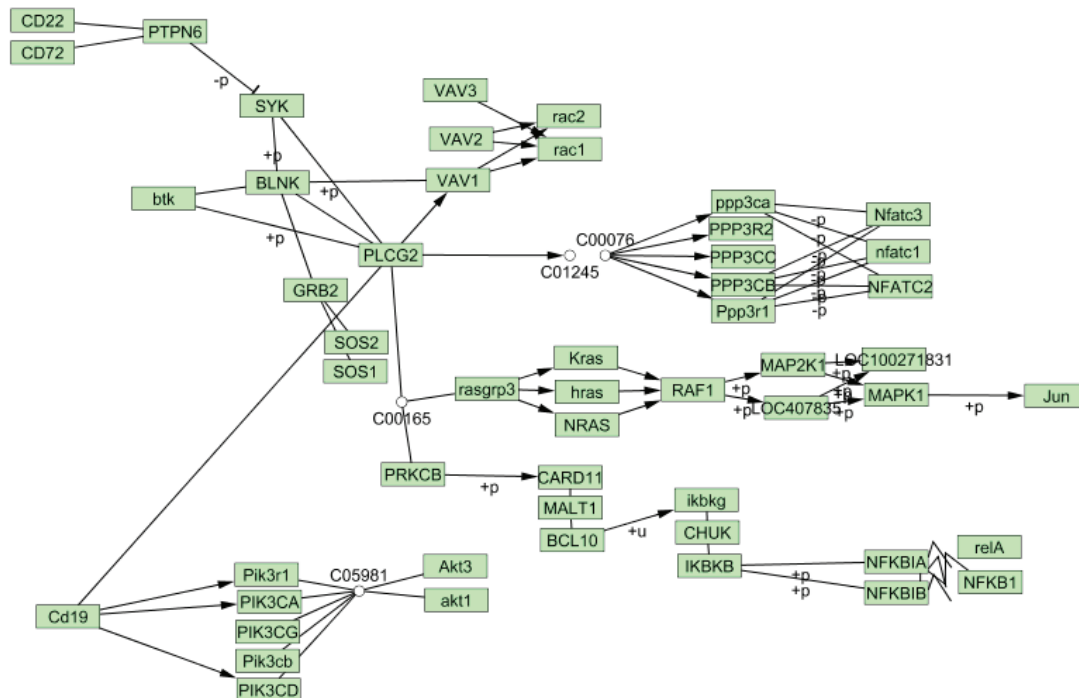 CD22
PTPN6
CD72
-p
SYK
VAV3
rac2
VAV2
rac1
+p
BLNK
VAV1
btk
+p
+p
PLCG2
C01245
C00076
ppp3ca
PPP3R2
PPP3CC
PPP3CB
Ppp3r1
-p
-p
-p
-p
-p
-p
Nfatc3
nfatc1
NFATC2
GRB2
SOS2
SOS1
C00165
rasgrp3
Kras
hras
NRAS
RAF1
+p
+p
MAP2K1
LOC407835
+p
+p
+p
LOC100271831
MAPK1
+p
Jun
PRKCB
+p
CARD11
MALT1
BCL10
+u
ikbkg
CHUK
IKBKB
+p
+p
NFKBIA
NFKBIB
relA
NFKB1
Cd19
Pik3r1
PIK3CA
PIK3CG
Pik3cb
PIK3CD
C05981
Akt3
akt1